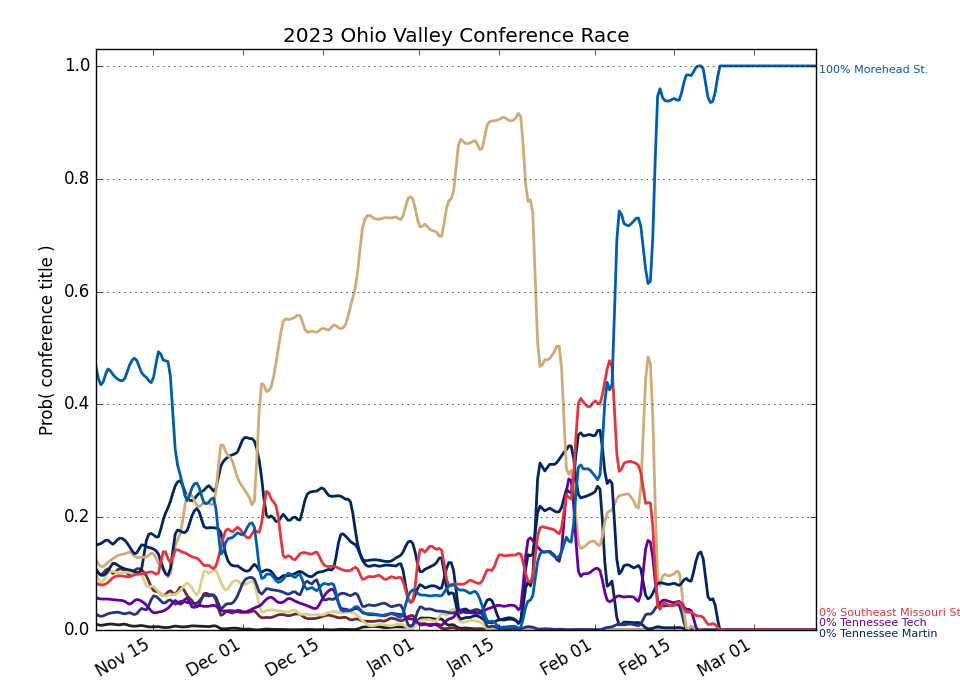 2023 Ohio Valley Conference Race
Prob( conference title )
1.0
0.8
0.6
0.4
0.2
0.0
Nov 15
Dec 01
Dec 15
Jan 01
Jan 15
Feb 01
Feb 15
Mar 01
100% Morehead St.
0% Southeast Missouri St
0% Tennessee Tech
0% Tennessee Martin